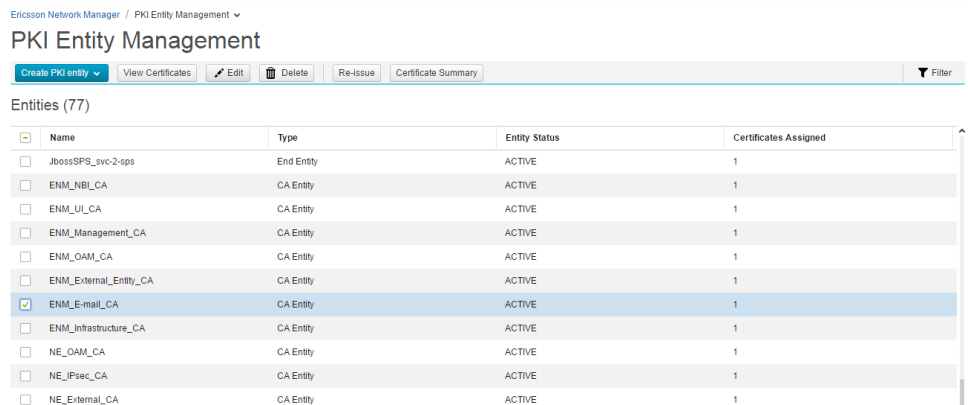 Ericsson Network Manager / PKI Entity Management
PKI Entity Management
Create PKI entity View Certificates Edit Delete Re-issue Certificate Summary Filter
Entities (77)
Name Type Entity Status Certificates Assigned
JbossSPS_svc-2-sps End Entity ACTIVE 1
ENM_NBI_CA CA Entity ACTIVE 1
ENM_UI_CA CA Entity ACTIVE 1
ENM_Management_CA CA Entity ACTIVE 1
ENM_OAM_CA CA Entity ACTIVE 1
ENM_External_Entity_CA CA Entity ACTIVE 1
ENM_E-mail_CA CA Entity ACTIVE 1
ENM_Infrastructure_CA CA Entity ACTIVE 1
NE_OAM_CA CA Entity ACTIVE 1
NE_IPsec_CA CA Entity ACTIVE 1
NE_External_CA CA Entity ACTIVE 1